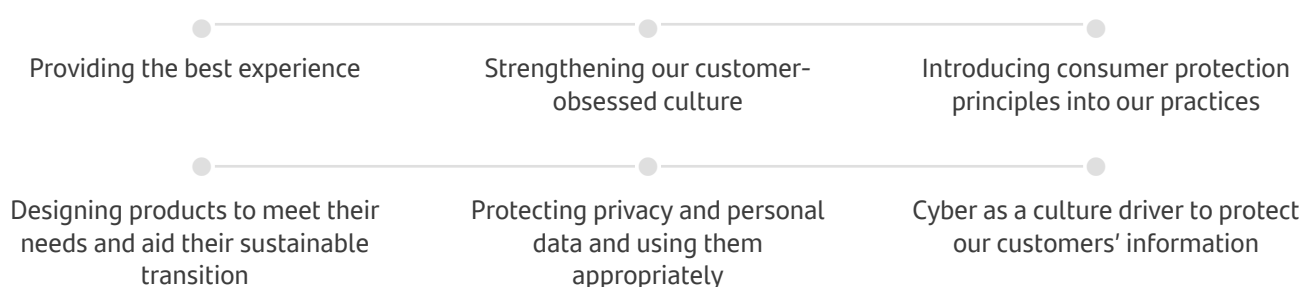 Providing the best experience
Strengthening our customer-
obsessed culture
Introducing consumer protection
principles into our practices
Designing products to meet their
needs and aid their sustainable
transition
Protecting privacy and personal
data and using them
appropriately
Cyber as a culture driver to protect
our customers’ information